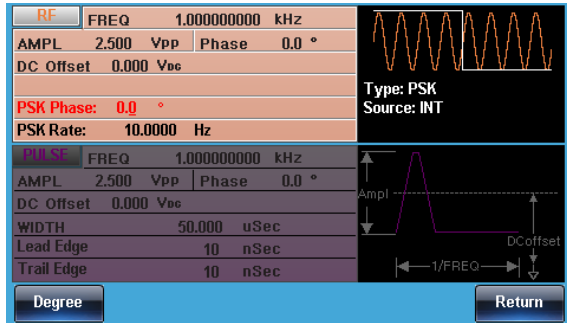 RF FREQ 1.000000000 kHz
AMPL 2.500 Vpp Phase 0.0 °
DC Offset 0.000 VDC
PSK Phase: 0.0 °
PSK Rate: 10.0000 Hz
Type: PSK
Source: INT
PULSE FREQ 1.000000000 kHz
AMPL 2.500 Vpp Phase 0.0 °
DC Offset 0.000 VDC
WIDTH 50.000 uSec
Lead Edge 10 nSec
Trail Edge 10 nSec
Ampl
DCoffset
1/FREQ
Degree Return